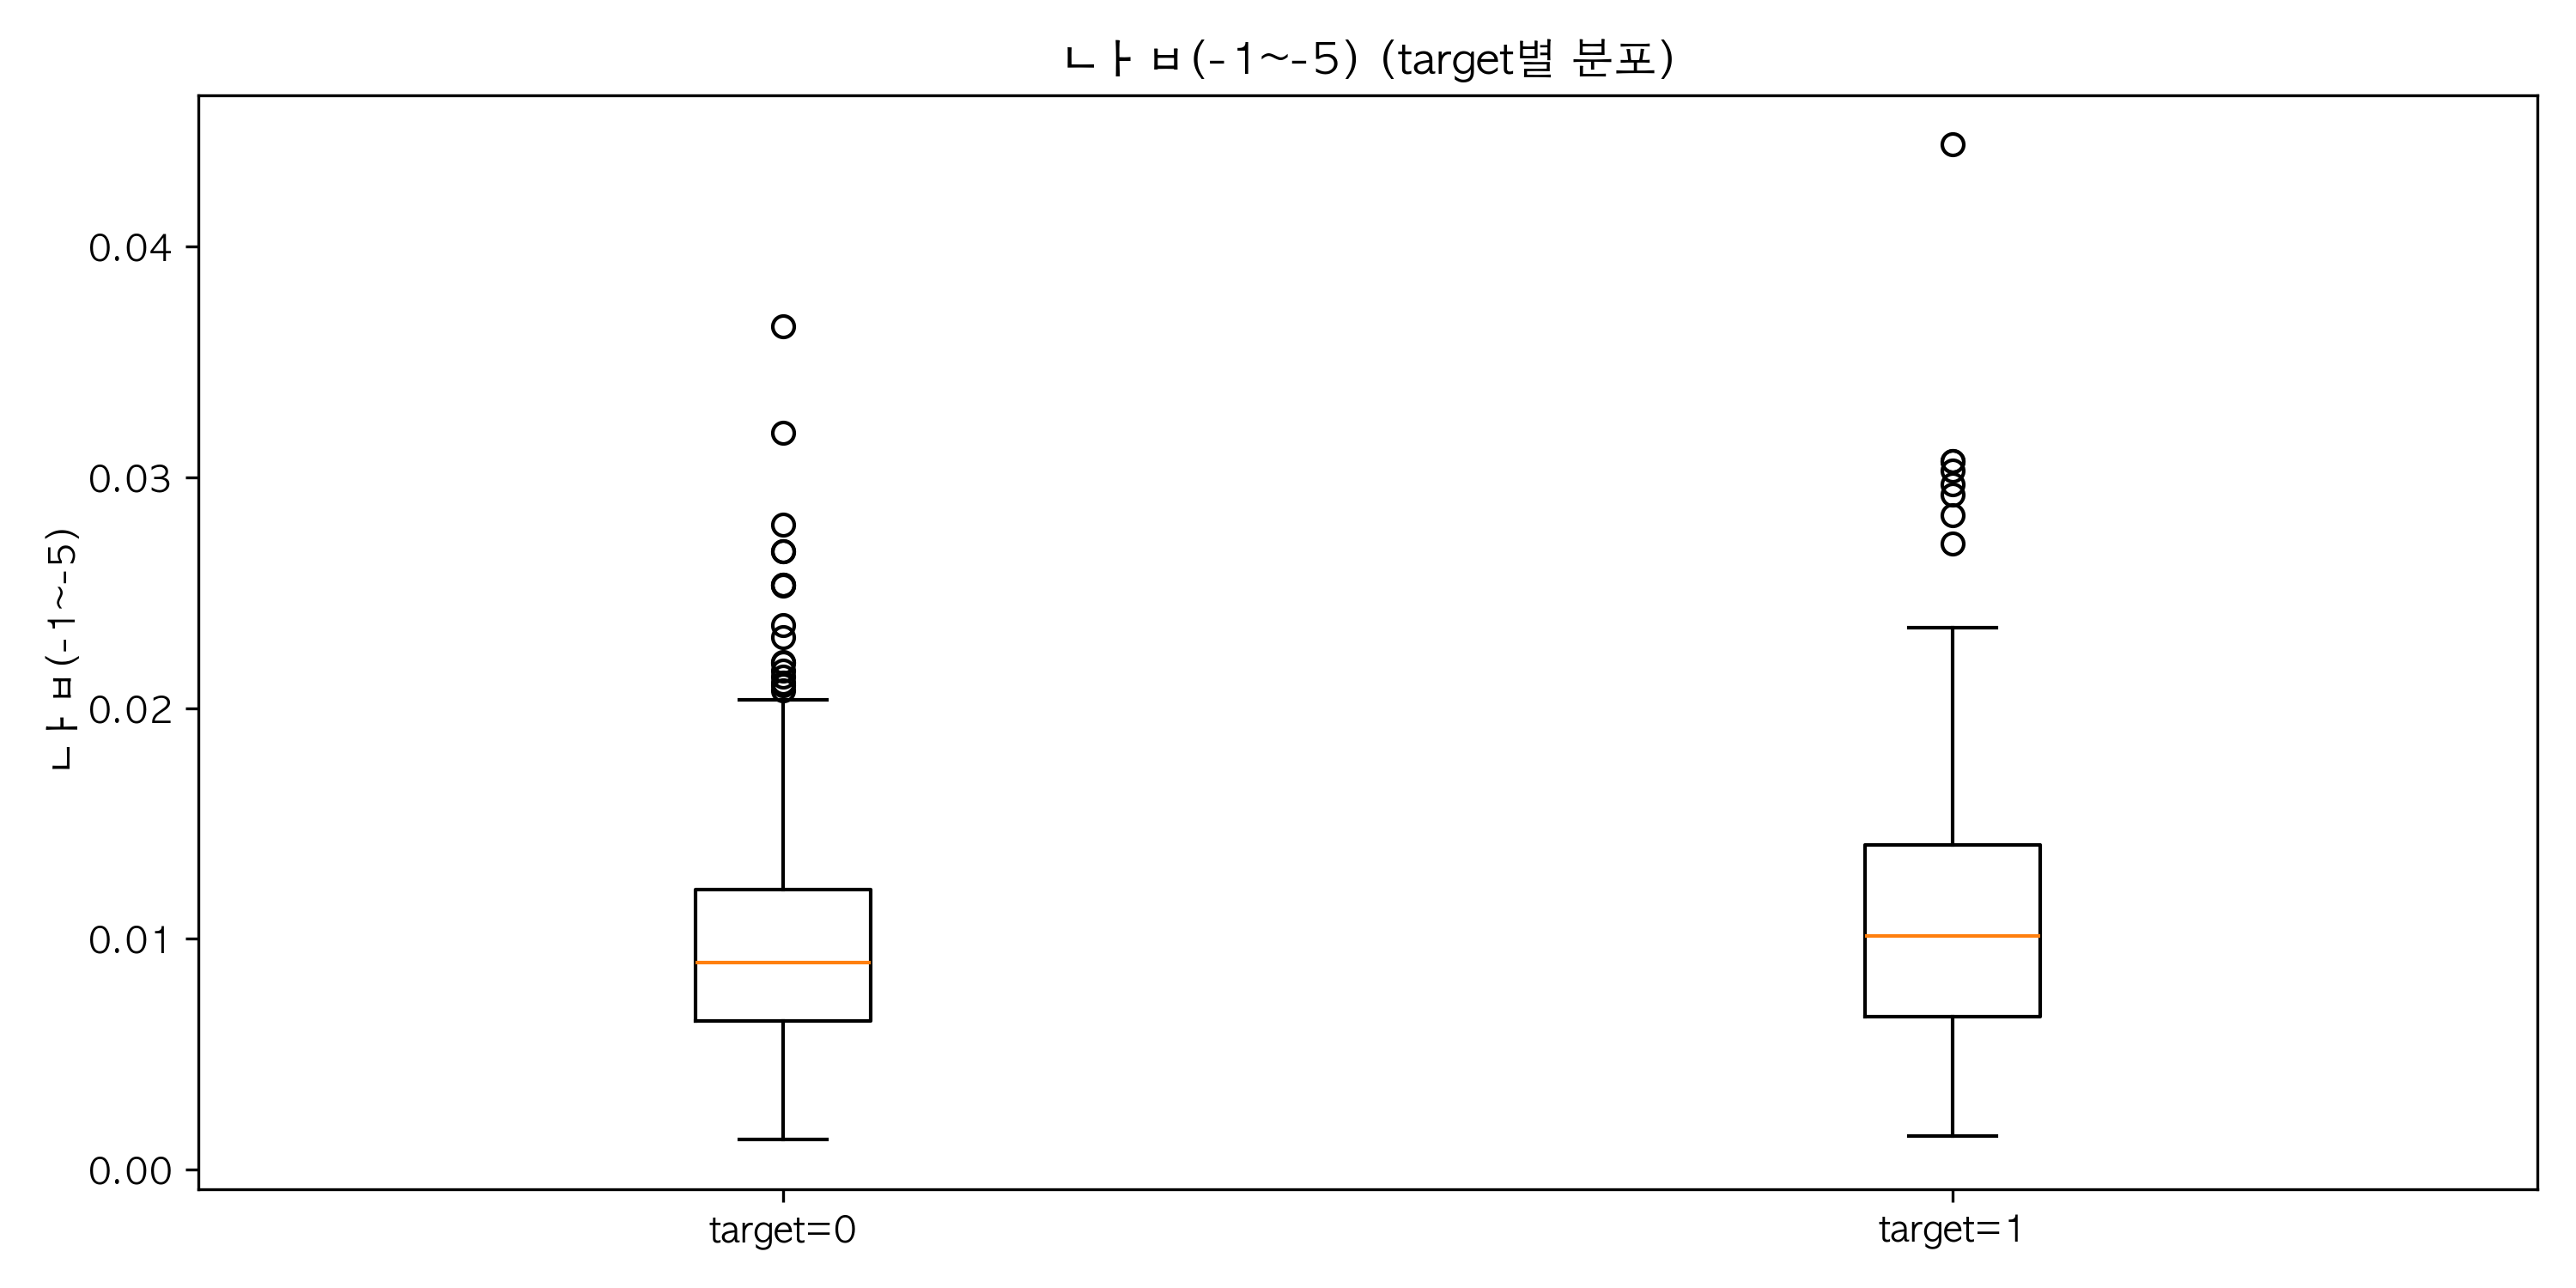 ㄴㅏㅂ(-1~-5) (target별 분포)
ㄴㅏㅂ(-1~-5)
0.04
0.03
0.02
0.01
0.00
target=0 target=1